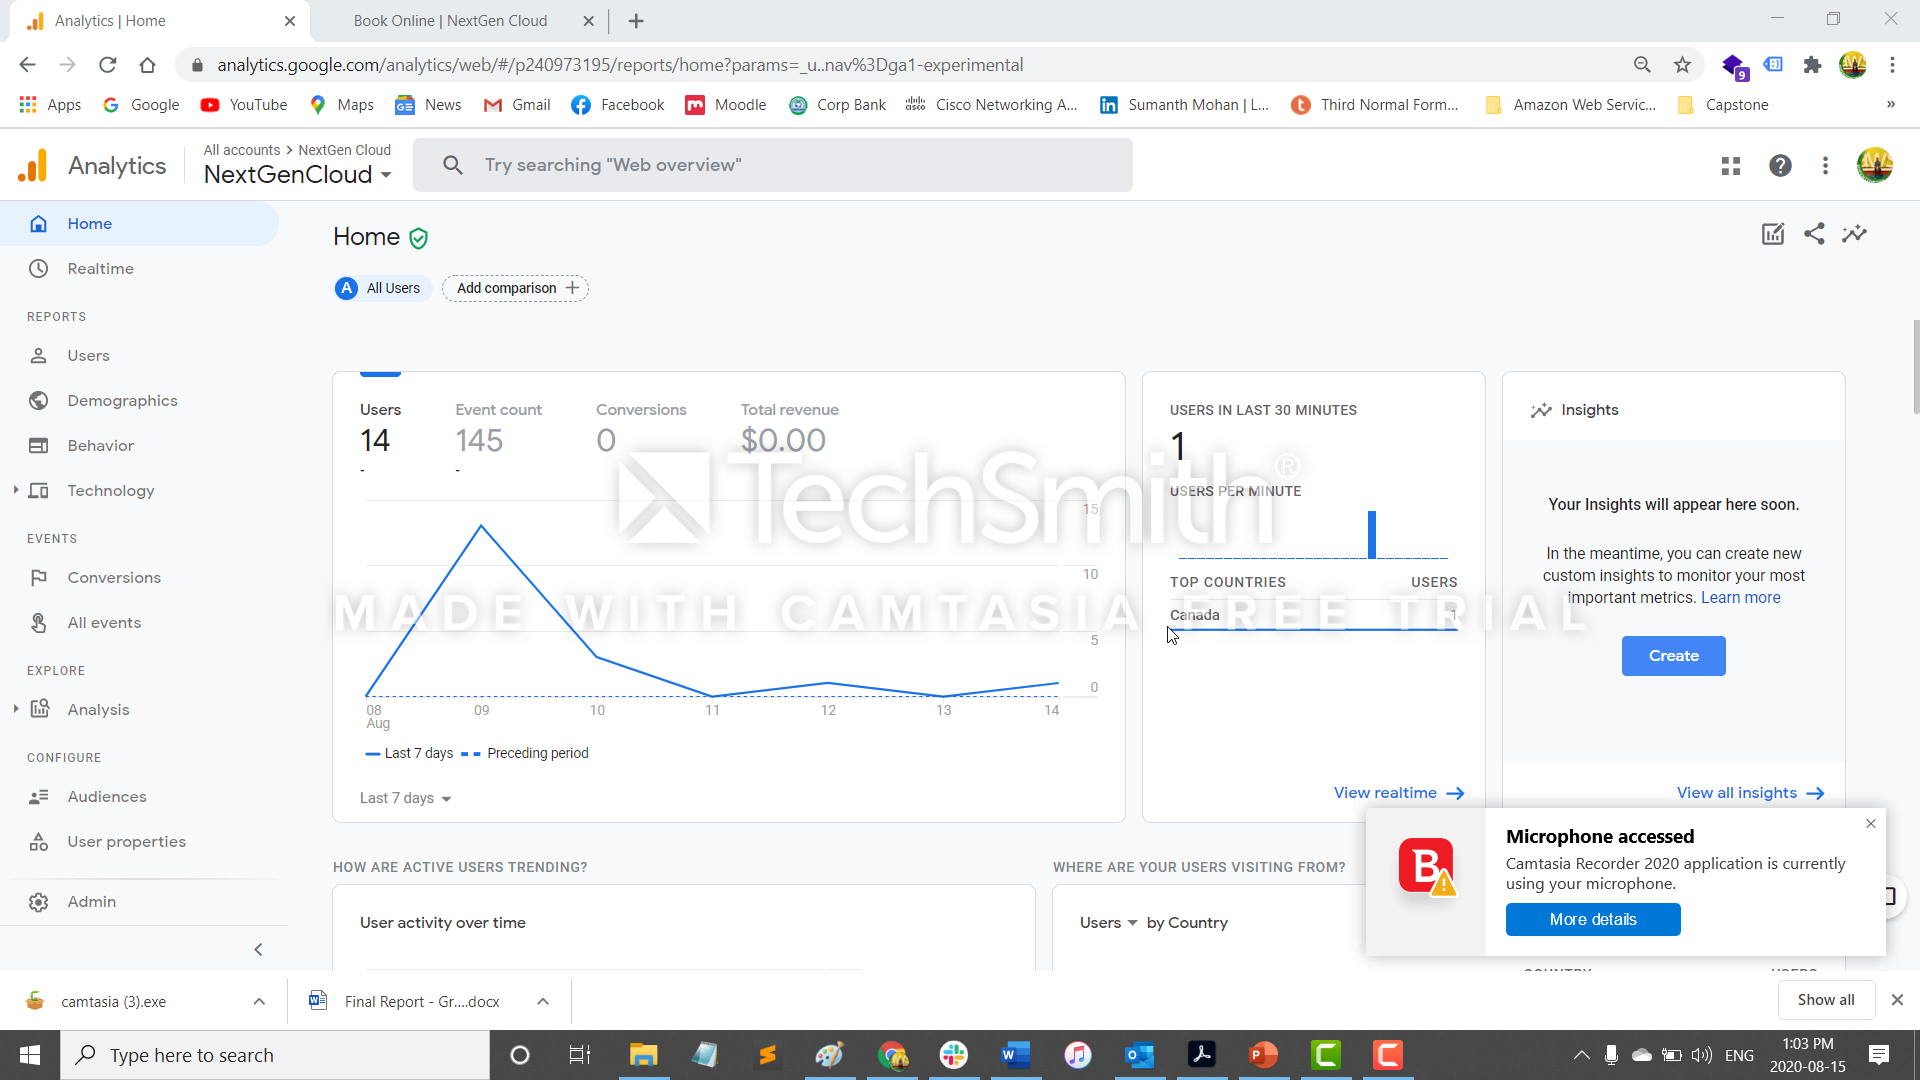 Analytics | Home
Book Online | NextGen Cloud
analytics.google.com/analytics/web/#/p240973195/reports/home?params=_u..nav%3Dga1-experimental
9
Apps
Google
YouTube
Maps
News
Gmail
Facebook
Moodle
Corp Bank
Cisco Networking A...
Sumanth Mohan | L...
Third Normal Form...
Amazon Web Servic...
Capstone
»
Analytics
All accounts > NextGen Cloud
NextGenCloud
Try searching "Web overview"
Home
Realtime
REPORTS
Users
Demographics
Behavior
Technology
EVENTS
Conversions
All events
EXPLORE
Analysis
CONFIGURE
Audiences
User properties
Admin
Home
A All Users
Add comparison +
Users
14
-
Event count
145
-
Conversions
0
Total revenue
$0.00
15
10
5
0
08
Aug
09
10
11
12
13
14
Last 7 days
Preceding period
Last 7 days
USERS IN LAST 30 MINUTES
1
USERS PER MINUTE
TOP COUNTRIES
USERS
Canada
1
View realtime
Insights
Your Insights will appear here soon.
In the meantime, you can create new
custom insights to monitor your most
important metrics. Learn more
Create
View all insights
TechSmith®
MADE WITH CAMTASIA FREE TRIAL
HOW ARE ACTIVE USERS TRENDING?
User activity over time
WHERE ARE YOUR USERS VISITING FROM?
Users by Country
COUNTRY
USERS
B
Microphone accessed
Camtasia Recorder 2020 application is currently
using your microphone.
More details
camtasia (3).exe
Final Report - Gr....docx
Show all
Type here to search
ENG
1:03 PM
2020-08-15